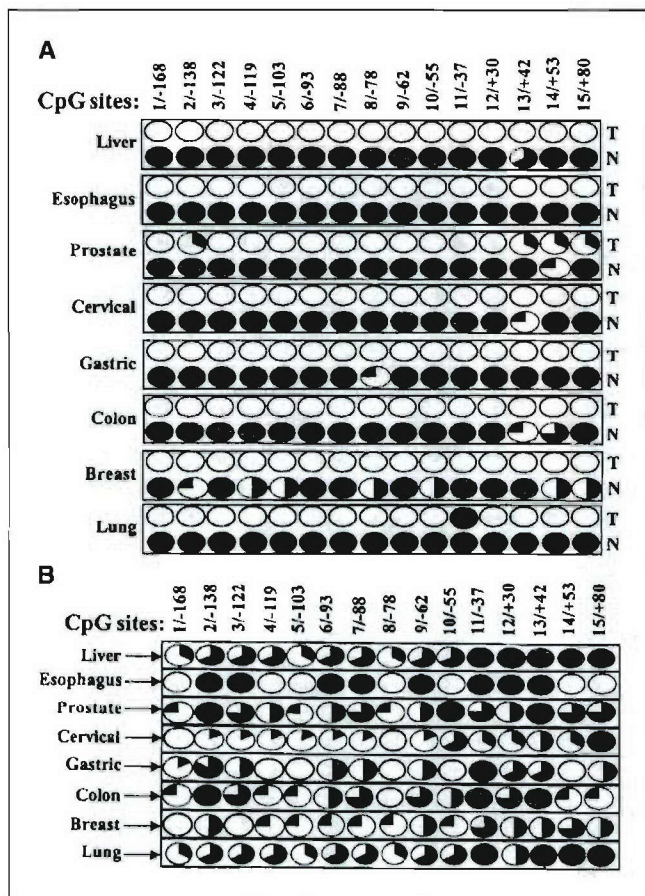 A
CpG sites: 1/-168 2/-138 3/-122 4/-119 5/-103 6/-93 7/-88 8/-78 9/-62 10/-55 11/-37 12/+30 13/+42 14/+53 15/+80
Liver T
N
Esophagus T
N
Prostate T
N
Cervical T
N
Gastric T
N
Colon T
N
Breast T
N
Lung T
N
B
CpG sites: 1/-168 2/-138 3/-122 4/-119 5/-103 6/-93 7/-88 8/-78 9/-62 10/-55 11/-37 12/+30 13/+42 14/+53 15/+80
Liver
Esophagus
Prostate
Cervical
Gastric
Colon
Breast
Lung